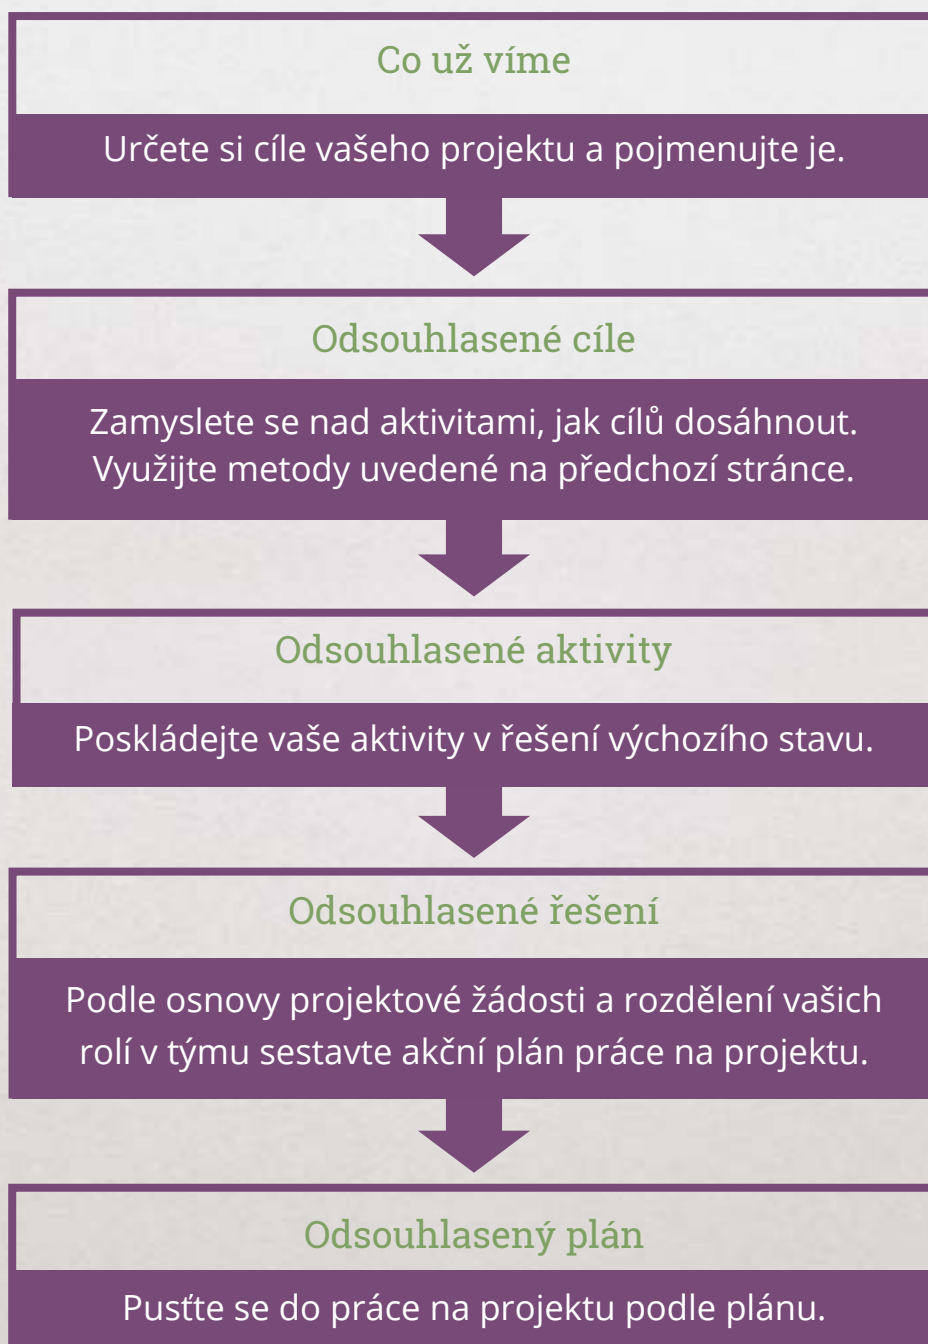 Co už víme
Určete si cíle vašeho projektu a pojmenujte je.
Odsouhlasené cíle
Zamyslete se nad aktivitami, jak cílů dosáhnout.
Využijte metody uvedené na předchozí stránce.
Odsouhlasené aktivity
Poskládejte vaše aktivity v řešení výchozího stavu.
Odsouhlasené řešení
Podle osnovy projektové žádosti a rozdělení vašich
rolí v týmu sestavte akční plán práce na projektu.
Odsouhlasený plán
Pusťte se do práce na projektu podle plánu.